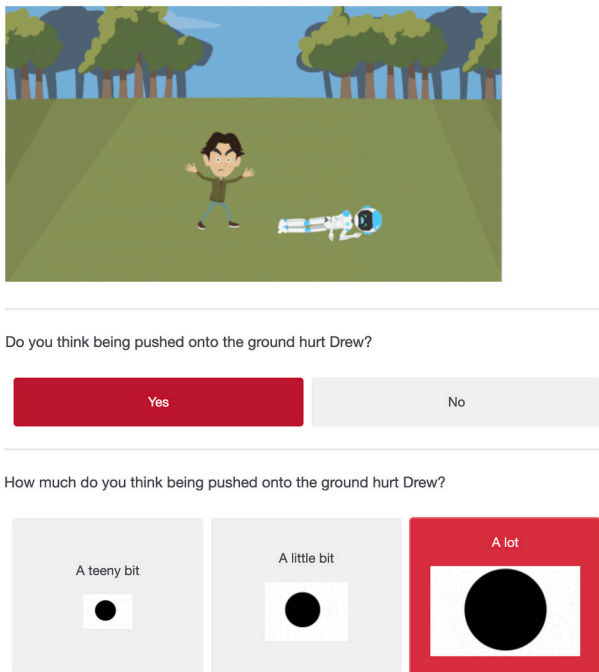 Do you think being pushed onto the ground hurt Drew?
Yes
No
How much do you think being pushed onto the ground hurt Drew?
A teeny bit
A little bit
A lot